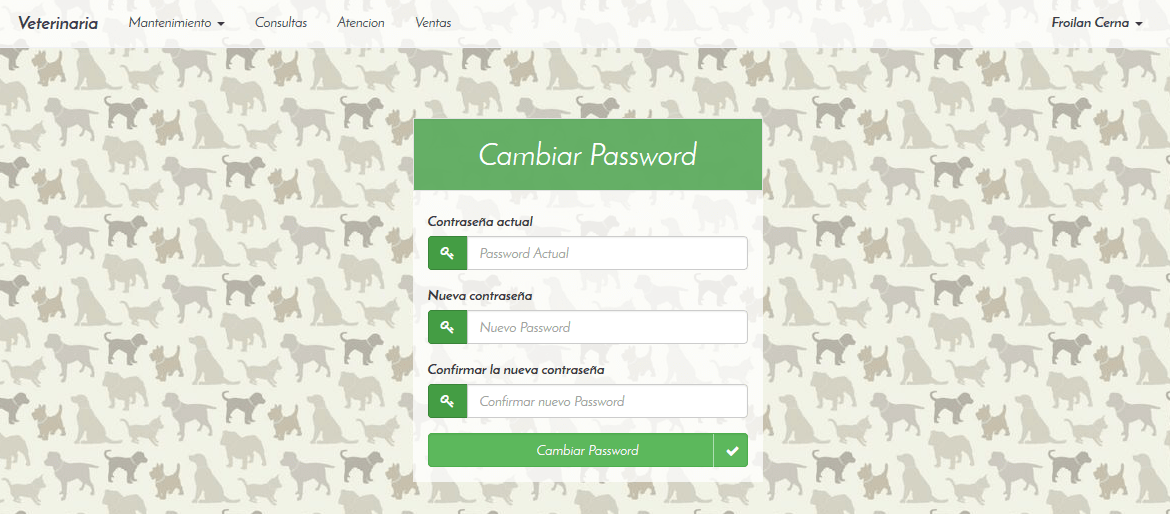 Veterinaria Mantenimiento Consultas Atencion Ventas Froilan Cerna
Cambiar Password
Contraseña actual
Password Actual
Nueva contraseña
Nuevo Password
Confirmar la nueva contraseña
Confirmar nuevo Password
Cambiar Password